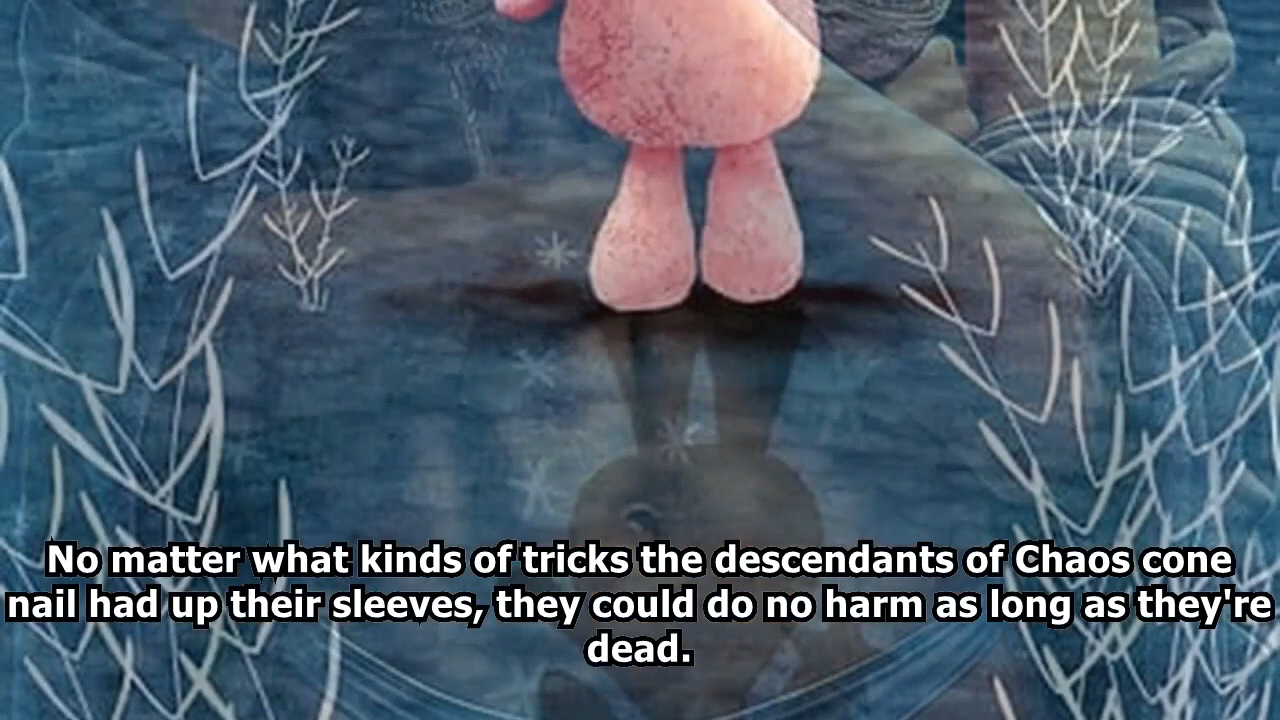 No matter what kinds of tricks the descendants of Chaos cone
nail had up their sleeves, they could do no harm as long as they're
dead.